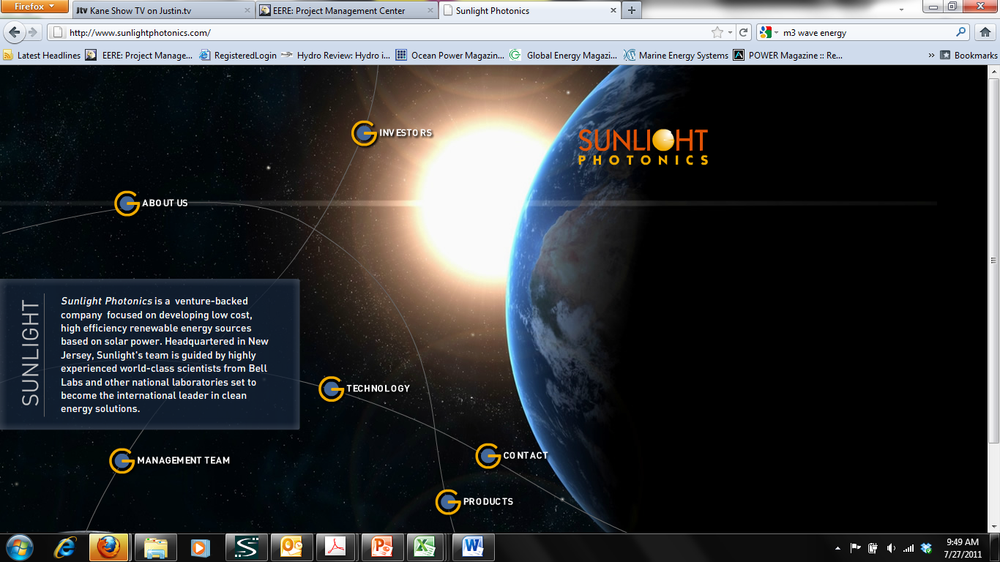 Firefox
Jtv Kane Show TV on Justin.tv
EERE: Project Management Center
Sunlight Photonics
http://www.sunlightphotonics.com/
m3 wave energy
Latest Headlines
EERE: Project Manage...
RegisteredLogin
Hydro Review: Hydro i...
Ocean Power Magazin...
Global Energy Magazi...
Marine Energy Systems
POWER Magazine :: Re...
Bookmarks
INVESTORS
SUNLIGHT
PHOTONICS
ABOUT US
SUNLIGHT
Sunlight Photonics is a venture-backed
company focused on developing low cost,
high efficiency renewable energy sources
based on solar power. Headquartered in New
Jersey, Sunlight's team is guided by highly
experienced world-class scientists from Bell
Labs and other national laboratories set to
become the international leader in clean
energy solutions.
TECHNOLOGY
CONTACT
MANAGEMENT TEAM
PRODUCTS
9:49 AM
7/27/2011